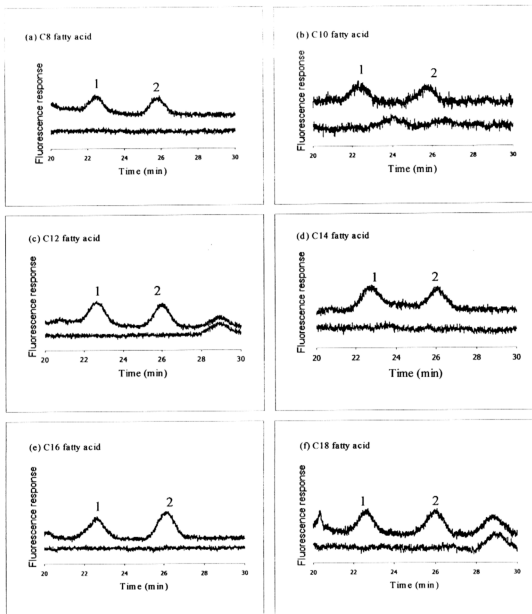 (a) C8 fatty acid
1 2
Fluorescence response
20 22 24 26 28 30
Time (min)
(b) C10 fatty acid
1 2
Fluorescence response
20 22 24 26 28 30
Time (min)
(c) C12 fatty acid
1 2
Fluorescence response
20 22 24 26 28 30
Time (min)
(d) C14 fatty acid
1 2
Fluorescence response
20 22 24 26 28 30
Time (min)
(e) C16 fatty acid
1 2
Fluorescence response
20 22 24 26 28 30
Time (min)
(f) C18 fatty acid
1 2
Fluorescence response
20 22 24 26 28 30
Time (min)